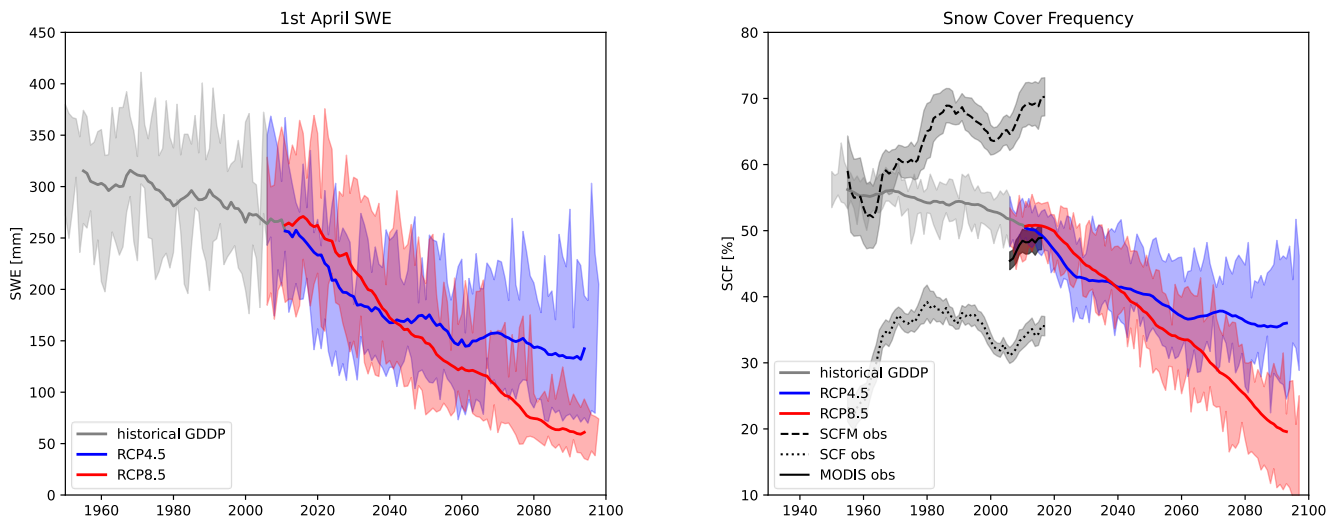 1st April SWE
SWE [mm]
450
400
350
300
250
200
150
100
50
0
1960 1980 2000 2020 2040 2060 2080 2100
historical GDDP
RCP4.5
RCP8.5
Snow Cover Frequency
SCF [%]
80
70
60
50
40
30
20
10
1940 1960 1980 2000 2020 2040 2060 2080 2100
historical GDDP
RCP4.5
RCP8.5
SCFM obs
SCF obs
MODIS obs